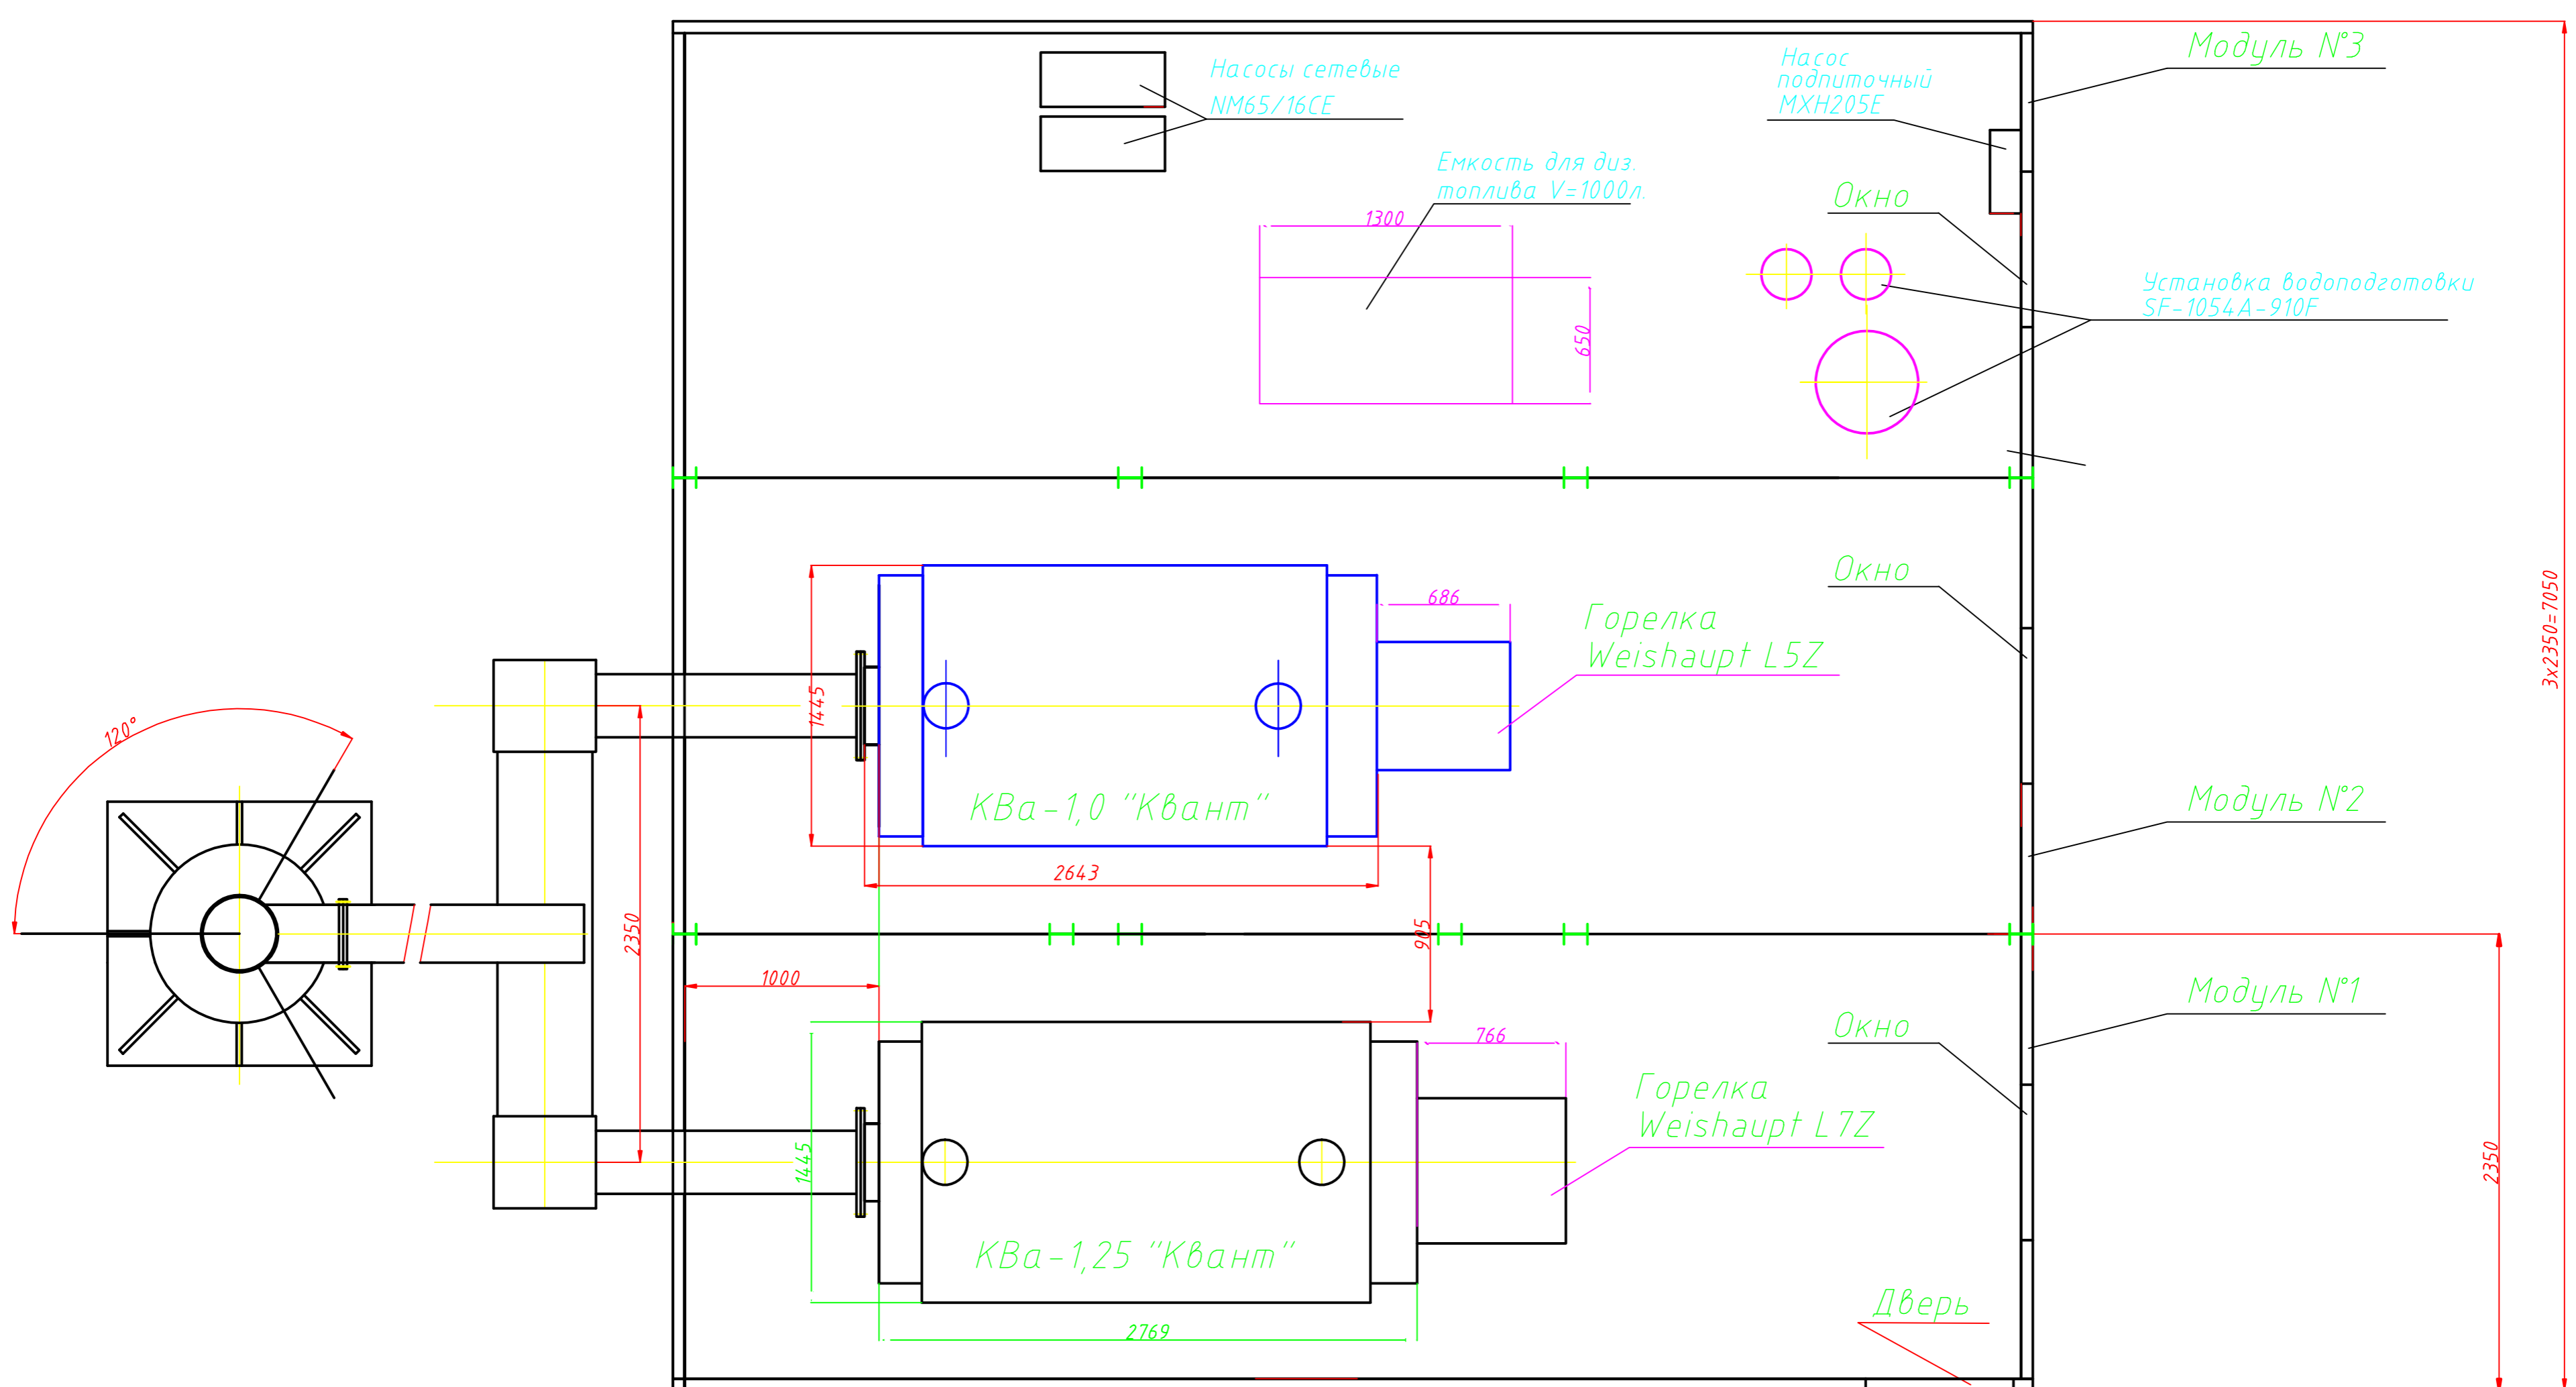 Модуль №3
Насосы сетевые
NM65/16CE
Насос
подпиточный
MXH205E
Емкость для диз.
топлива V=1000л.
1300
650
Окно
Установка водоподготовки
SF-1054A-910F
3х2350=7050
Окно
686
Горелка
Weishaupt L5Z
1445
КВа-1,0 "Квант"
2643
120°
2350
905
Модуль №2
1000
Модуль №1
Окно
766
Горелка
Weishaupt L7Z
1445
КВа-1,25 "Квант"
2769
2350
Дверь